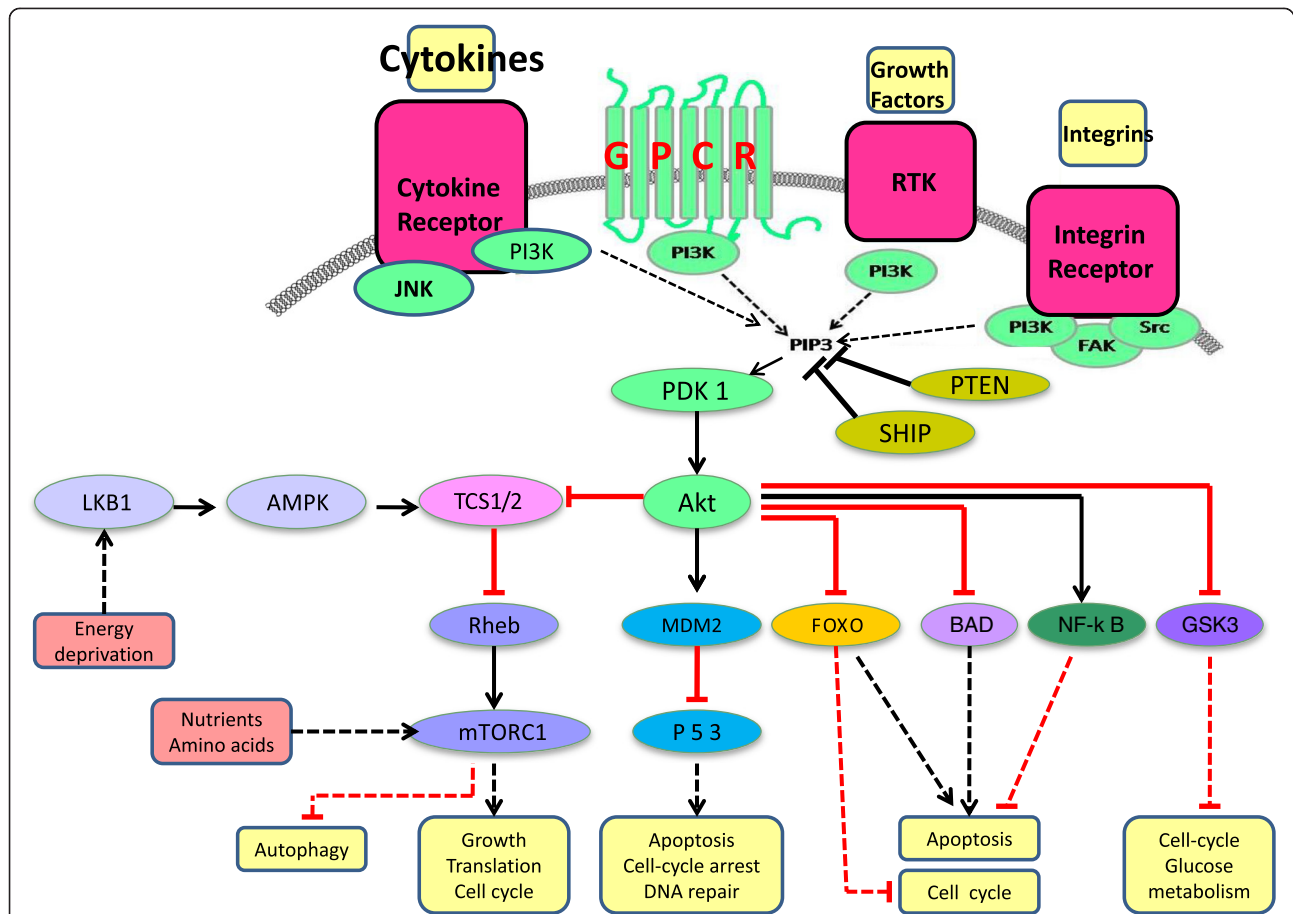 Cytokines
Growth
Factors
Integrins
G P C R
Cytokine
Receptor
RTK
Integrin
Receptor
PI3K
PI3K
PI3K
JNK
PI3K
Src
FAK
PIP3
PDK 1
PTEN
SHIP
LKB1
AMPK
TCS1/2
Akt
Energy
deprivation
Rheb
MDM2
FOXO
BAD
NF-k B
GSK3
Nutrients
Amino acids
mTORC1
P 5 3
Autophagy
Growth
Translation
Cell cycle
Apoptosis
Cell-cycle arrest
DNA repair
Apoptosis
Cell cycle
Cell-cycle
Glucose
metabolism